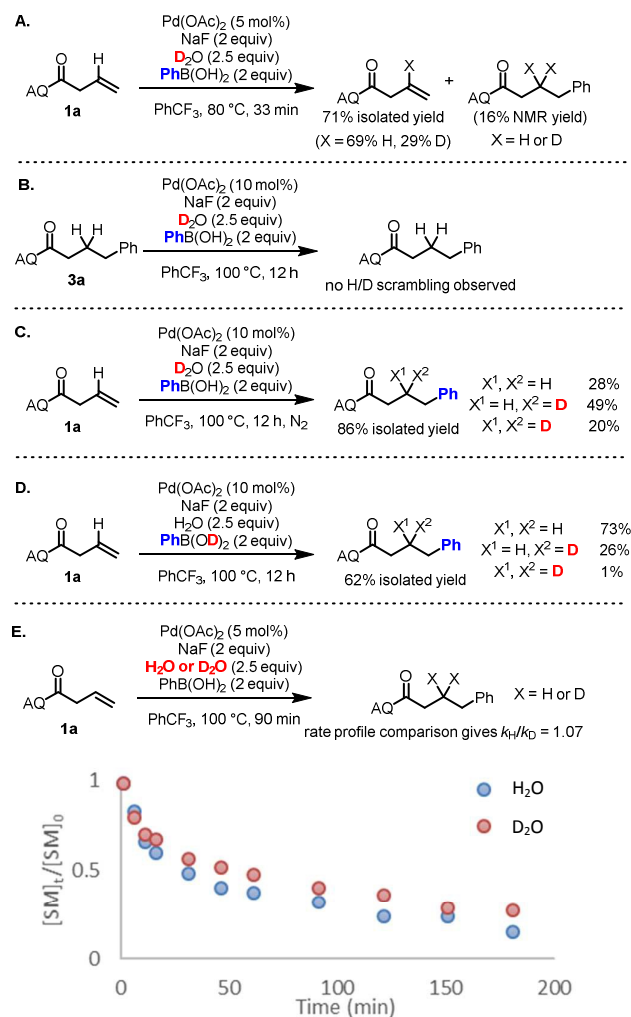 A.
Pd(OAc)₂ (5 mol%)
NaF (2 equiv)
D₂O (2.5 equiv)
PhB(OH)₂ (2 equiv)
PhCF₃, 80 °C, 33 min
O
H
AQ
1a
O
X
AQ
71% isolated yield
(X = 69% H, 29% D)
+
O
X X
Ph
AQ
(16% NMR yield)
X = H or D
B.
Pd(OAc)₂ (10 mol%)
NaF (2 equiv)
D₂O (2.5 equiv)
PhB(OH)₂ (2 equiv)
PhCF₃, 100 °C, 12 h
O
H H
Ph
AQ
3a
O
H H
Ph
AQ
no H/D scrambling observed
C.
Pd(OAc)₂ (10 mol%)
NaF (2 equiv)
D₂O (2.5 equiv)
PhB(OH)₂ (2 equiv)
PhCF₃, 100 °C, 12 h, N₂
O
H
AQ
1a
O
X¹ X²
Ph
AQ
86% isolated yield
X¹, X² = H 28%
X¹ = H, X² = D 49%
X¹, X² = D 20%
D.
Pd(OAc)₂ (10 mol%)
NaF (2 equiv)
H₂O (2.5 equiv)
PhB(OD)₂ (2 equiv)
PhCF₃, 100 °C, 12 h
O
H
AQ
1a
O
X¹ X²
Ph
AQ
62% isolated yield
X¹, X² = H 73%
X¹ = H, X² = D 26%
X¹, X² = D 1%
E.
Pd(OAc)₂ (5 mol%)
NaF (2 equiv)
H₂O or D₂O (2.5 equiv)
PhB(OH)₂ (2 equiv)
PhCF₃, 100 °C, 90 min
O
AQ
1a
O
X X
Ph
AQ
X = H or D
rate profile comparison gives kH/kD = 1.07
1
0.5
0
[SM]t/[SM]₀
H₂O
D₂O
0 50 100 150 200
Time (min)